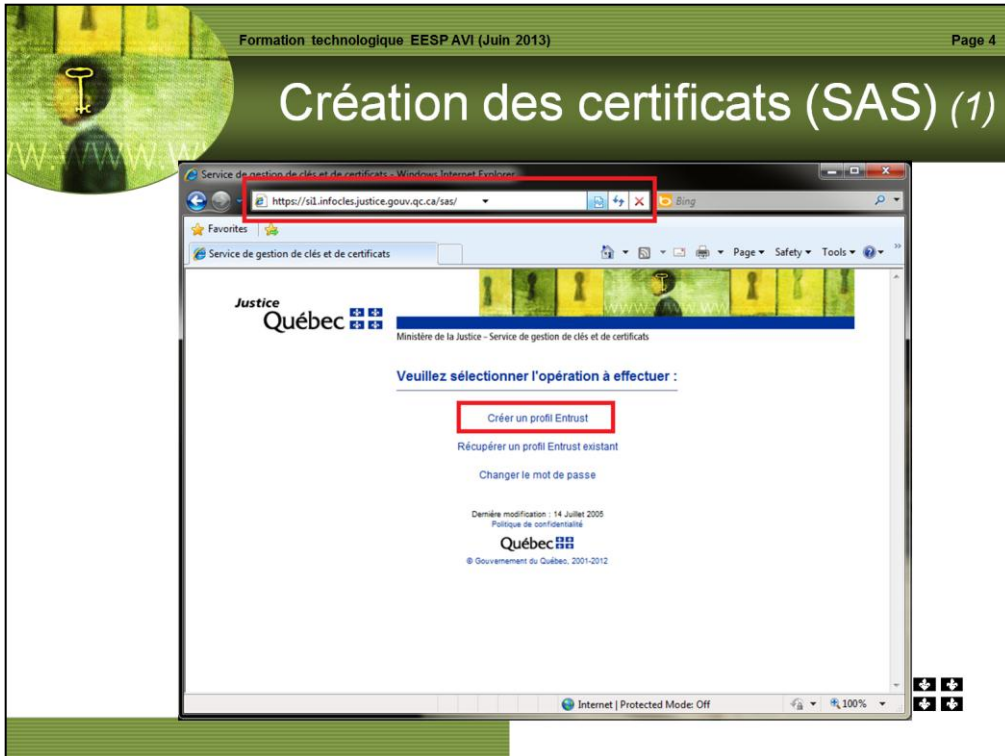 Formation technologique EESP AVI (Juin 2013) Page 4
Création des certificats (SAS) (1)
WWW.WWW.W
Service de gestion de clés et de certificats - Windows Internet Explorer
https://si1.infocles.justice.gouv.qc.ca/sas/ Bing
Favorites
Service de gestion de clés et de certificats Page Safety Tools
Justice
Québec
WWW.WWW.WW
Ministère de la Justice - Service de gestion de clés et de certificats
Veuillez sélectionner l'opération à effectuer :
Créer un profil Entrust
Récupérer un profil Entrust existant
Changer le mot de passe
Dernière modification : 14 Juillet 2005
Politique de confidentialité
Québec
© Gouvernement du Québec, 2001-2012
Internet | Protected Mode: Off 100%